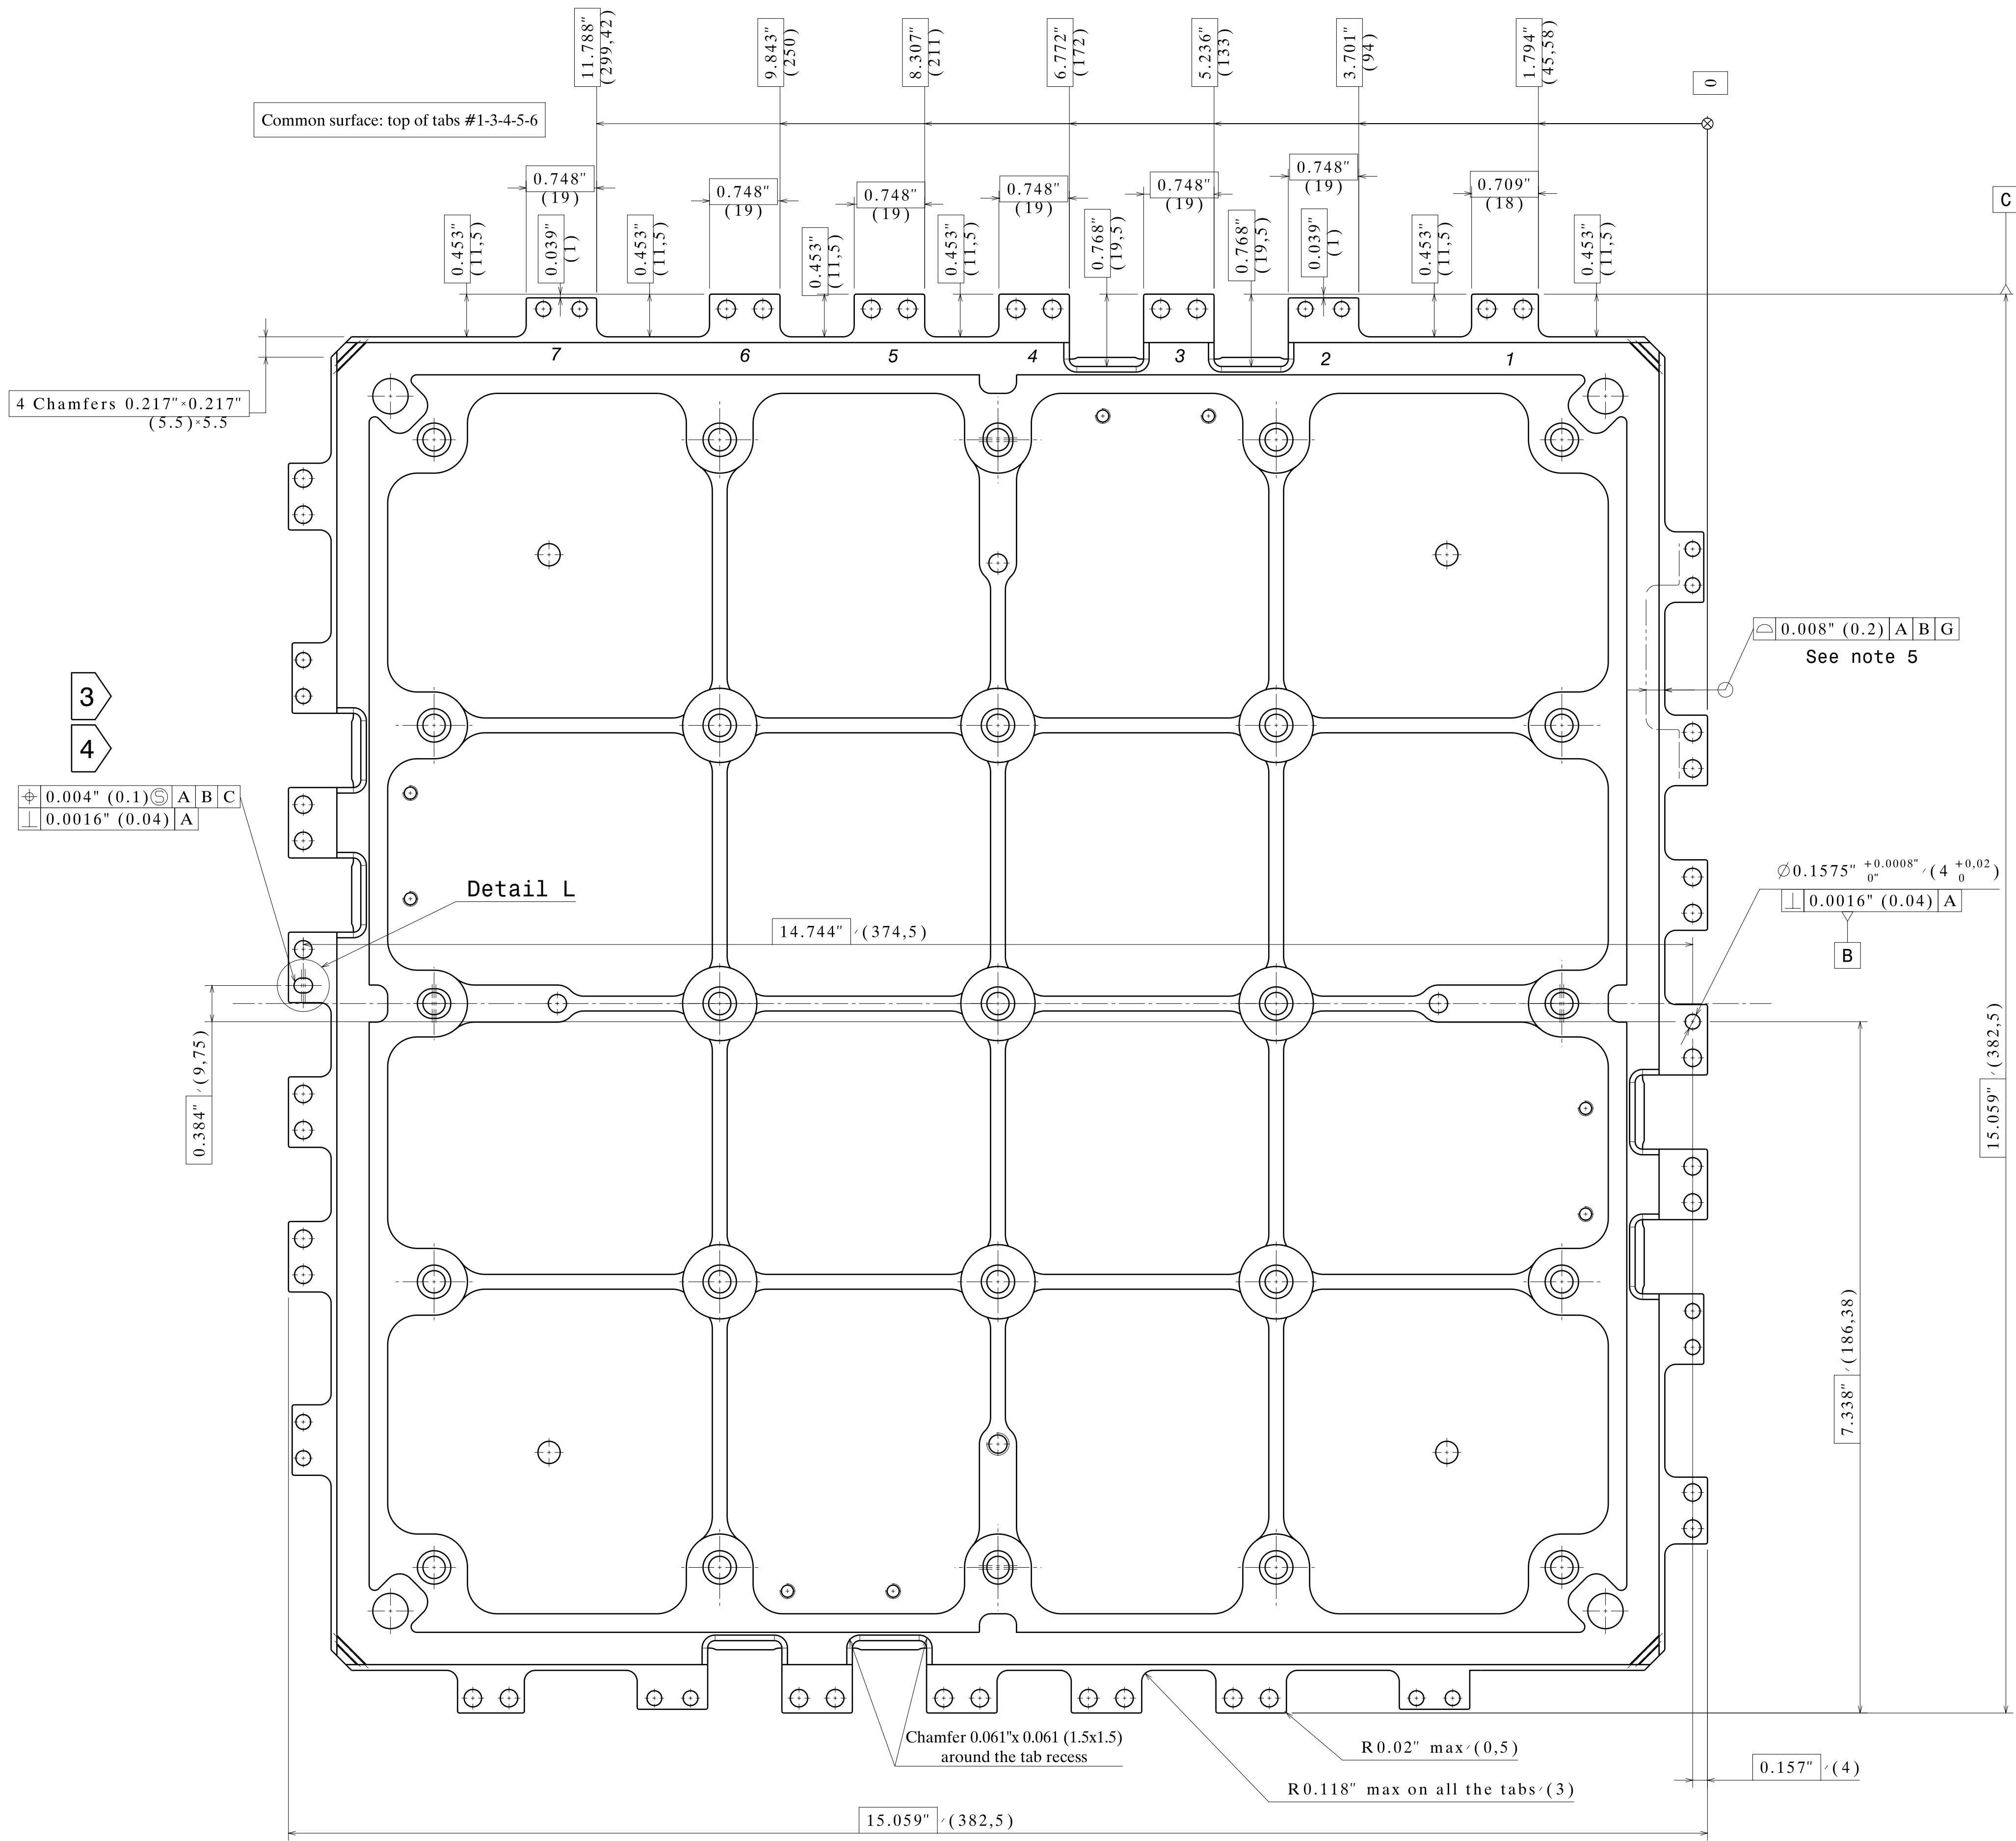 11.788"
(299,42)
9.843"
(250)
8.307"
(211)
6.772"
(172)
5.236"
(133)
3.701"
(94)
1.794"
(45,58)
0
Common surface: top of tabs #1-3-4-5-6
0.748"
(19)
0.748"
(19)
0.748"
(19)
0.748"
(19)
0.748"
(19)
0.748"
(19)
0.709"
(18)
C
0.453"
(11,5)
0.039"
(1)
0.453"
(11,5)
0.453"
(11,5)
0.453"
(11,5)
0.768"
(19,5)
0.768"
(19,5)
0.039"
(1)
0.453"
(11,5)
0.453"
(11,5)
7 6 5 4 3 2 1
4 Chamfers 0.217"×0.217"
(5.5)×5.5
⌓ 0.008" (0.2) A B G
See note 5
3
4
⌖ 0.004" (0.1)Ⓢ A B C
⊥ 0.0016" (0.04) A
Detail L
14.744" / (374,5)
∅0.1575" +0.0008" / (4 +0,02)
0" 0
⊥ 0.0016" (0.04) A
B
0.384" / (9,75)
15.059" / (382,5)
7.338" / (186,38)
Chamfer 0.061"x 0.061 (1.5x1.5)
around the tab recess
R0.02" max / (0,5)
R0.118" max on all the tabs / (3)
0.157" / (4)
15.059" / (382,5)